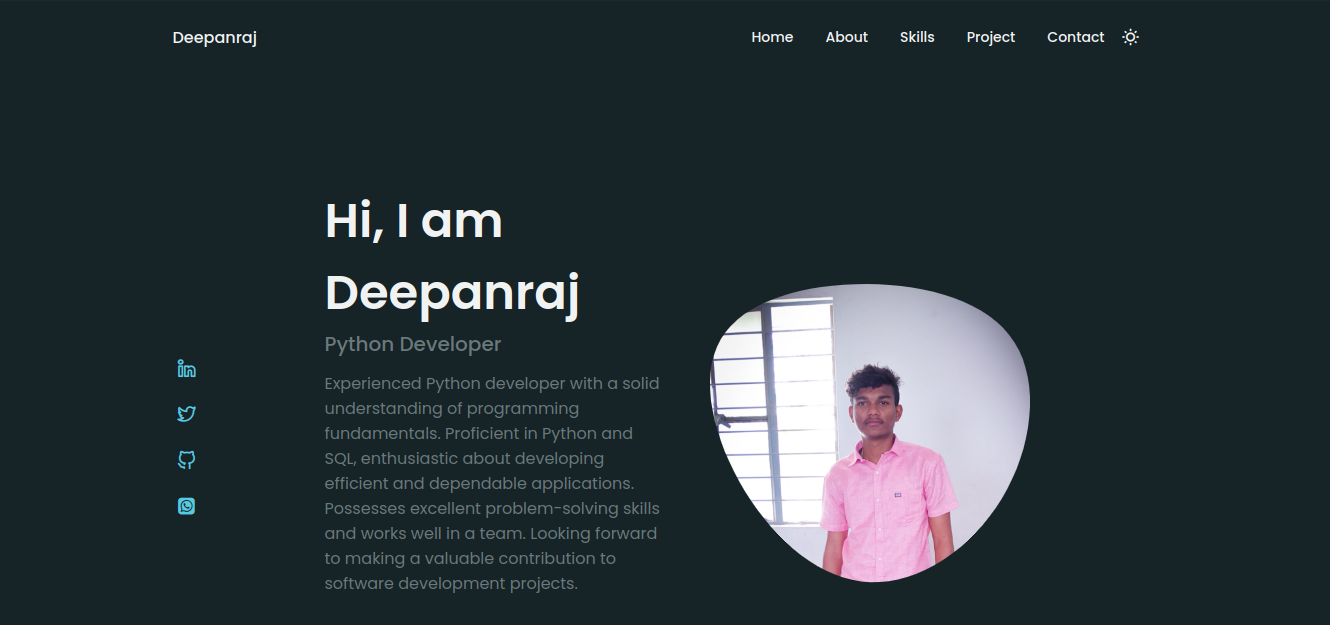 Deepanraj
Home About Skills Project Contact
Hi, I am
Deepanraj
Python Developer
Experienced Python developer with a solid
understanding of programming
fundamentals. Proficient in Python and
SQL, enthusiastic about developing
efficient and dependable applications.
Possesses excellent problem-solving skills
and works well in a team. Looking forward
to making a valuable contribution to
software development projects.